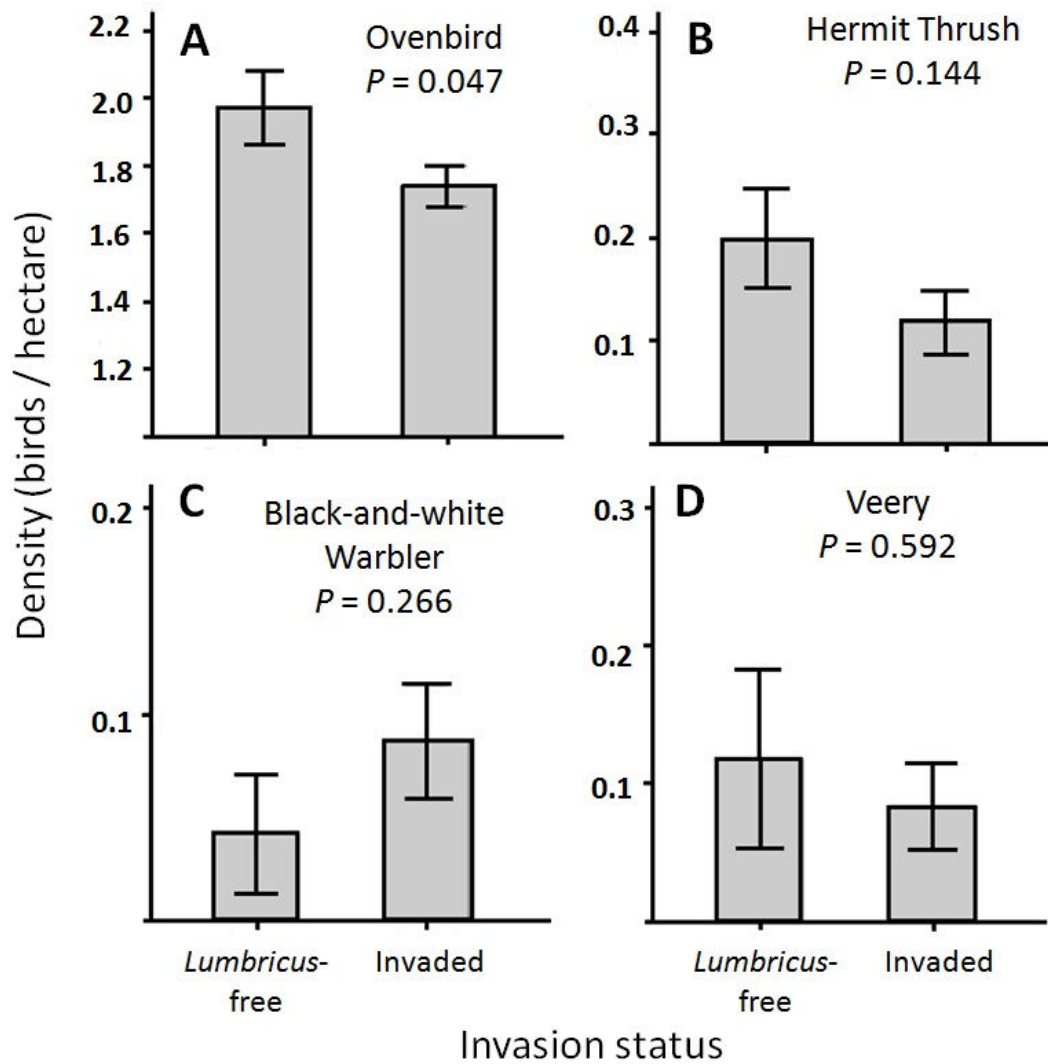 Density (birds / hectare)
A
Ovenbird
P = 0.047
2.2
2.0
1.8
1.6
1.4
1.2
B
Hermit Thrush
P = 0.144
0.4
0.3
0.2
0.1
C
Black-and-white
Warbler
P = 0.266
0.2
0.1
Lumbricus-
free
Invaded
D
Veery
P = 0.592
0.3
0.2
0.1
Lumbricus-
free
Invaded
Invasion status